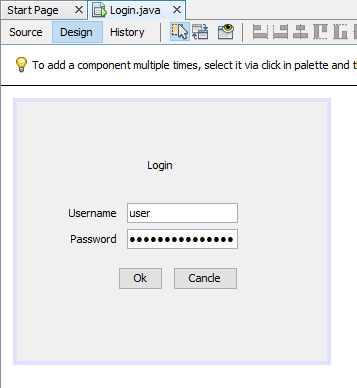 Start Page
Login.java
Source Design History
To add a component multiple times, select it via click in palette and
Login
Username user
Password ●●●●●●●●●●●●●●●
Ok Cancle